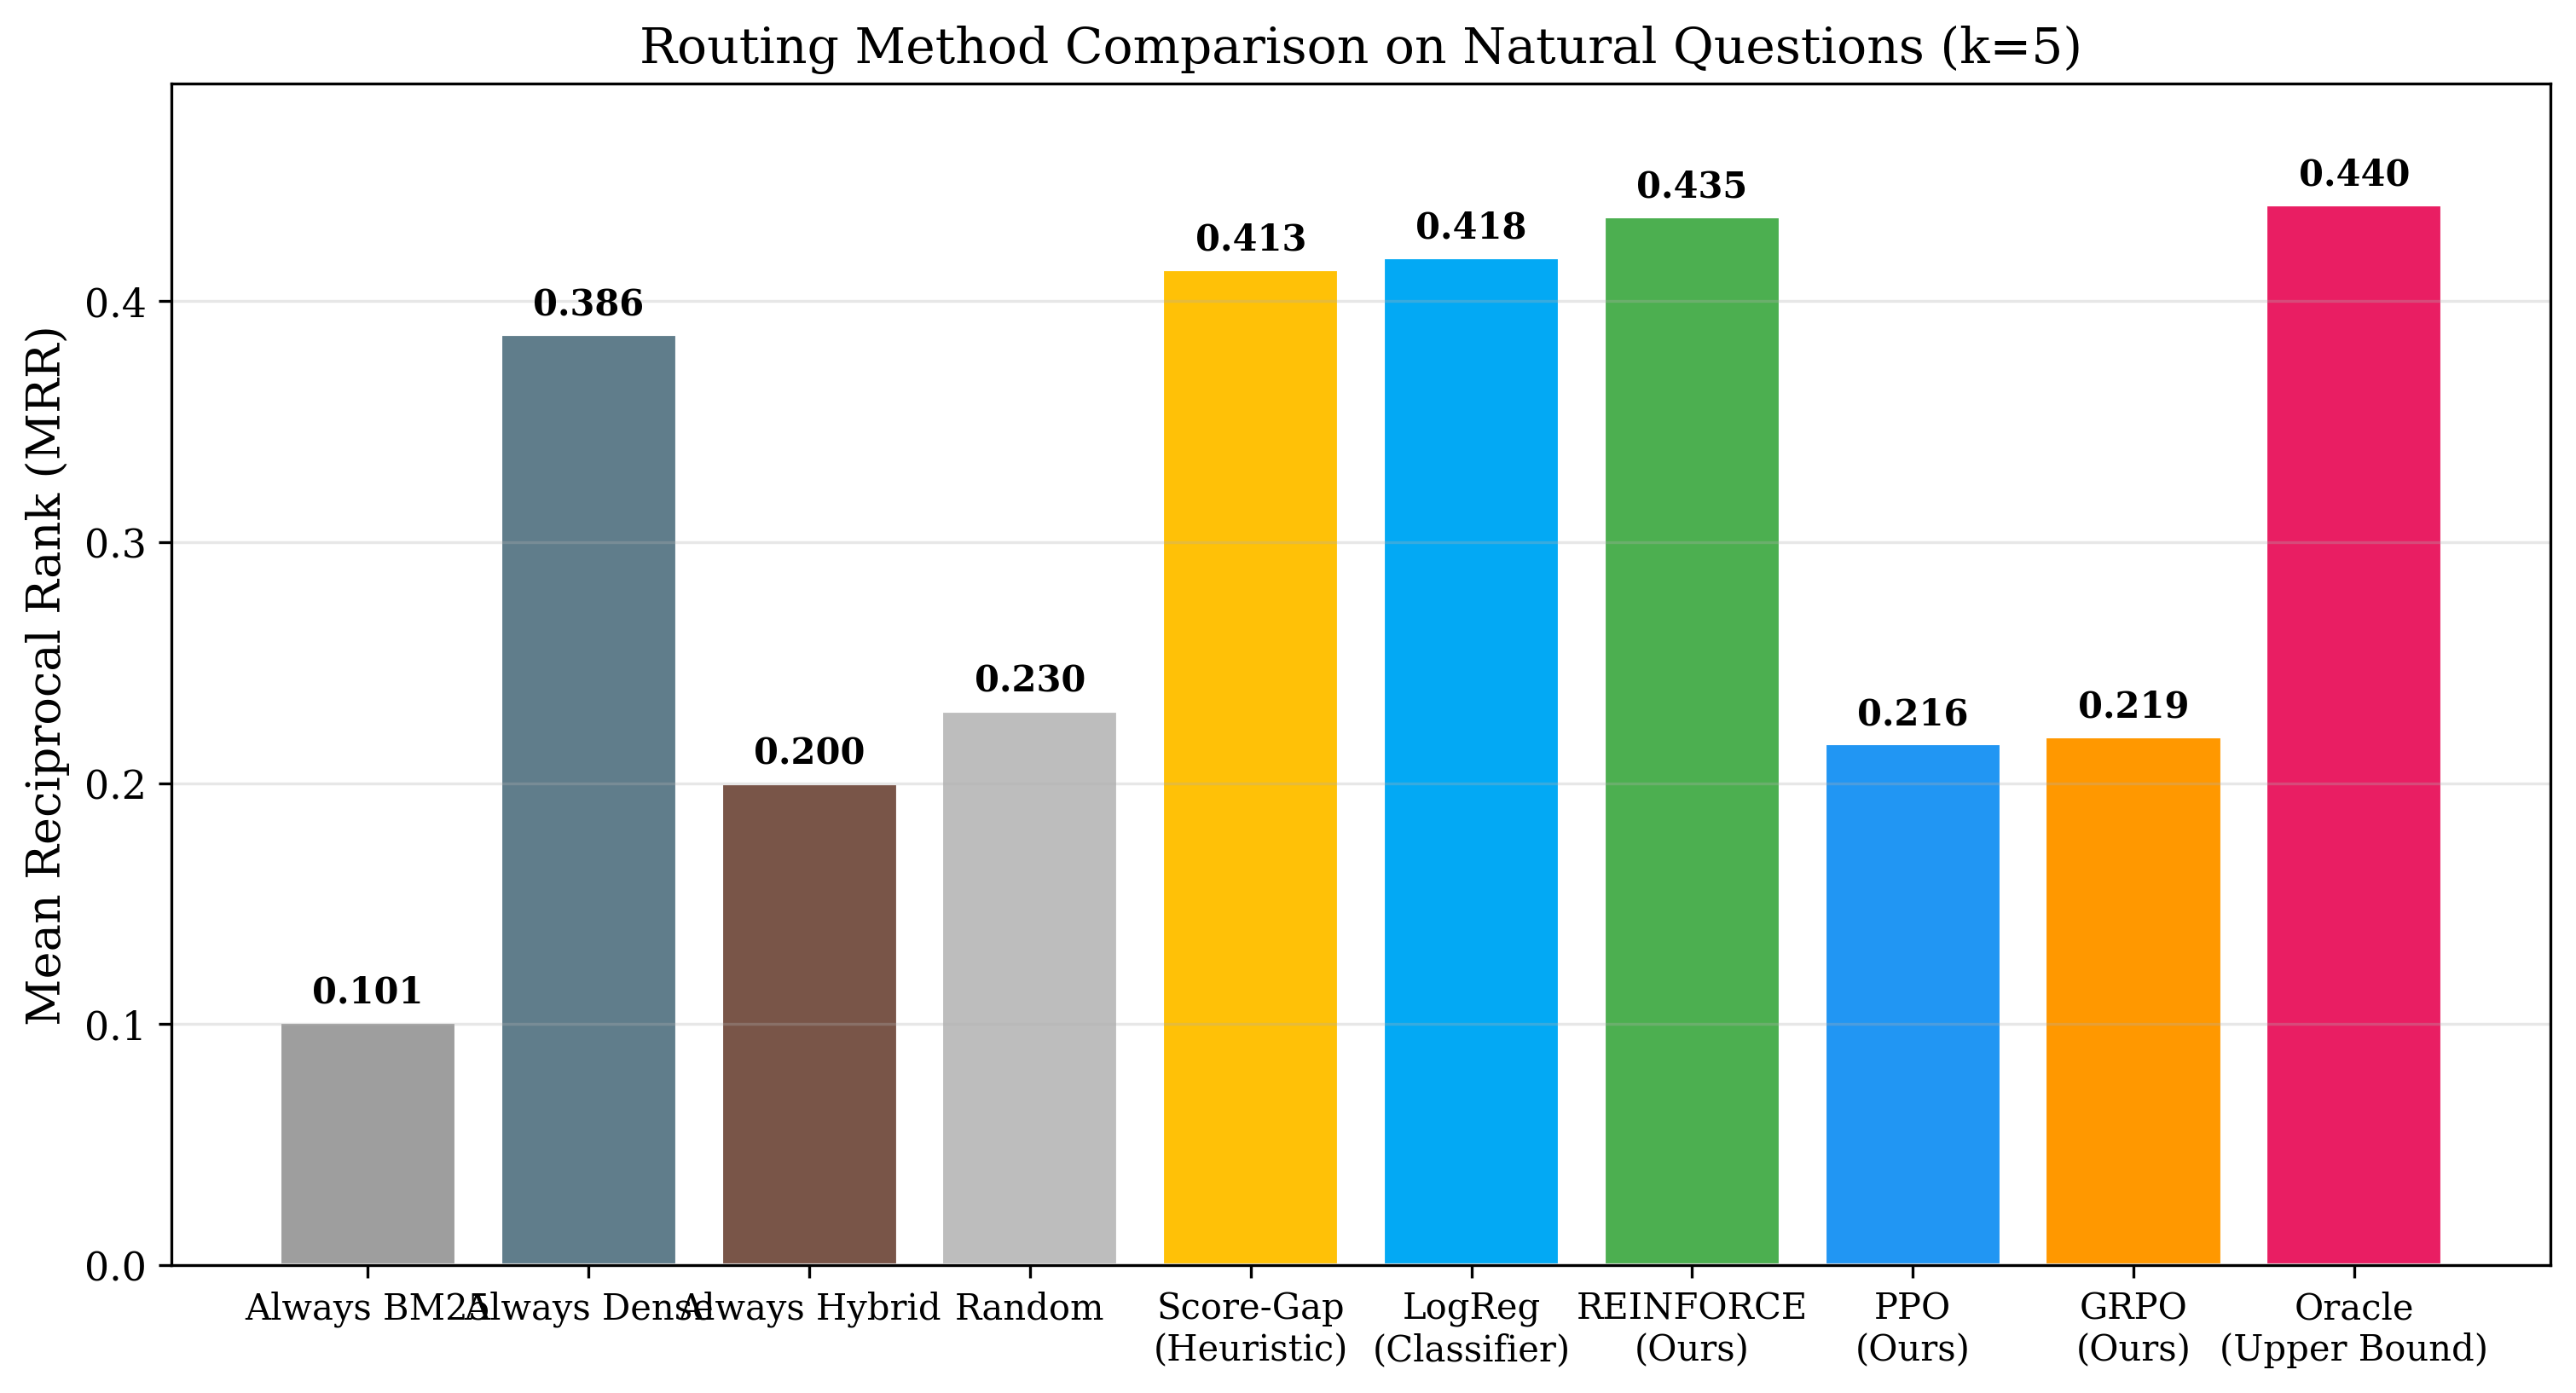 Routing Method Comparison on Natural Questions (k=5)
Mean Reciprocal Rank (MRR)
0.4
0.3
0.2
0.1
0.0
0.101
0.386
0.200
0.230
0.413
0.418
0.435
0.216
0.219
0.440
Always BM25
Always Dense
Always Hybrid
Random
Score-Gap
(Heuristic)
LogReg
(Classifier)
REINFORCE
(Ours)
PPO
(Ours)
GRPO
(Ours)
Oracle
(Upper Bound)